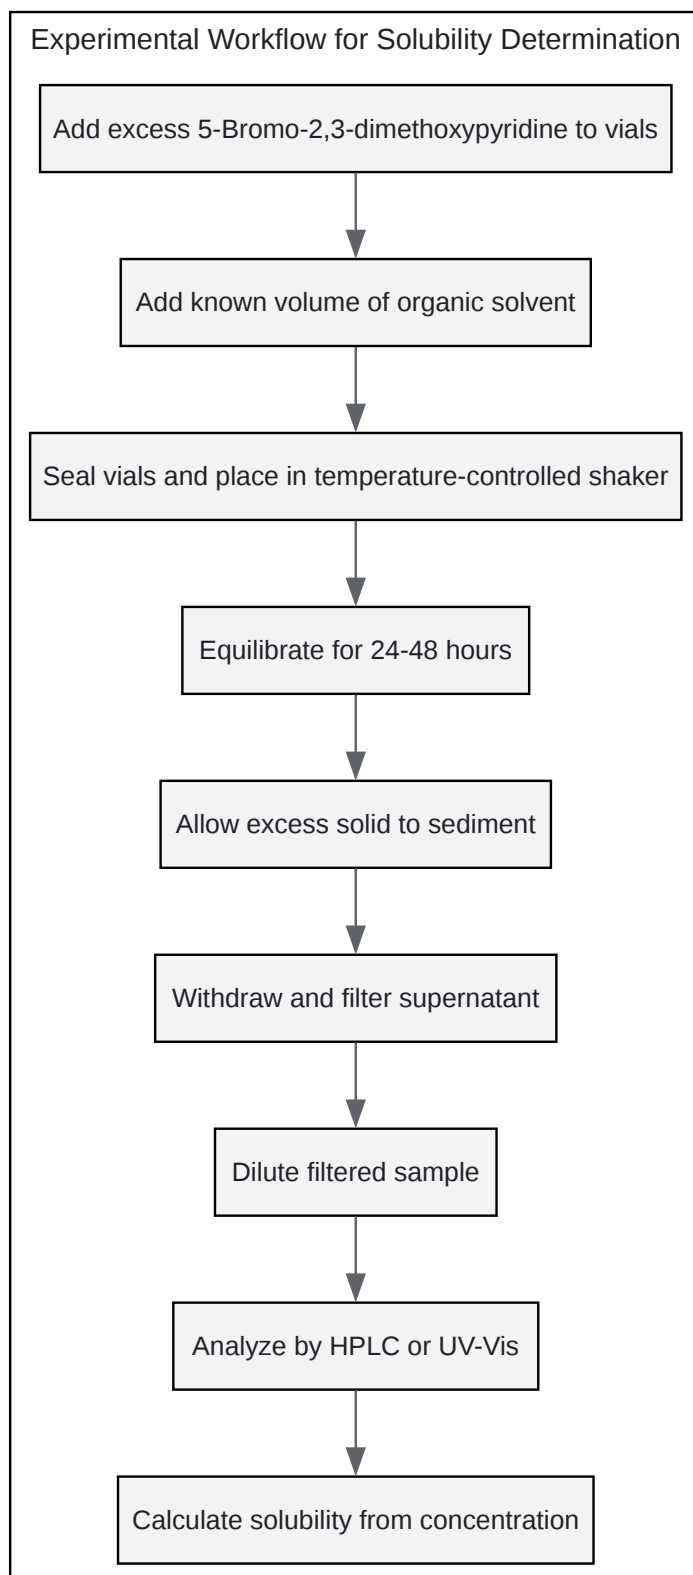 Experimental Workflow for Solubility Determination
Add excess 5-Bromo-2,3-dimethoxypyridine to vials
Add known volume of organic solvent
Seal vials and place in temperature-controlled shaker
Equilibrate for 24-48 hours
Allow excess solid to sediment
Withdraw and filter supernatant
Dilute filtered sample
Analyze by HPLC or UV-Vis
Calculate solubility from concentration